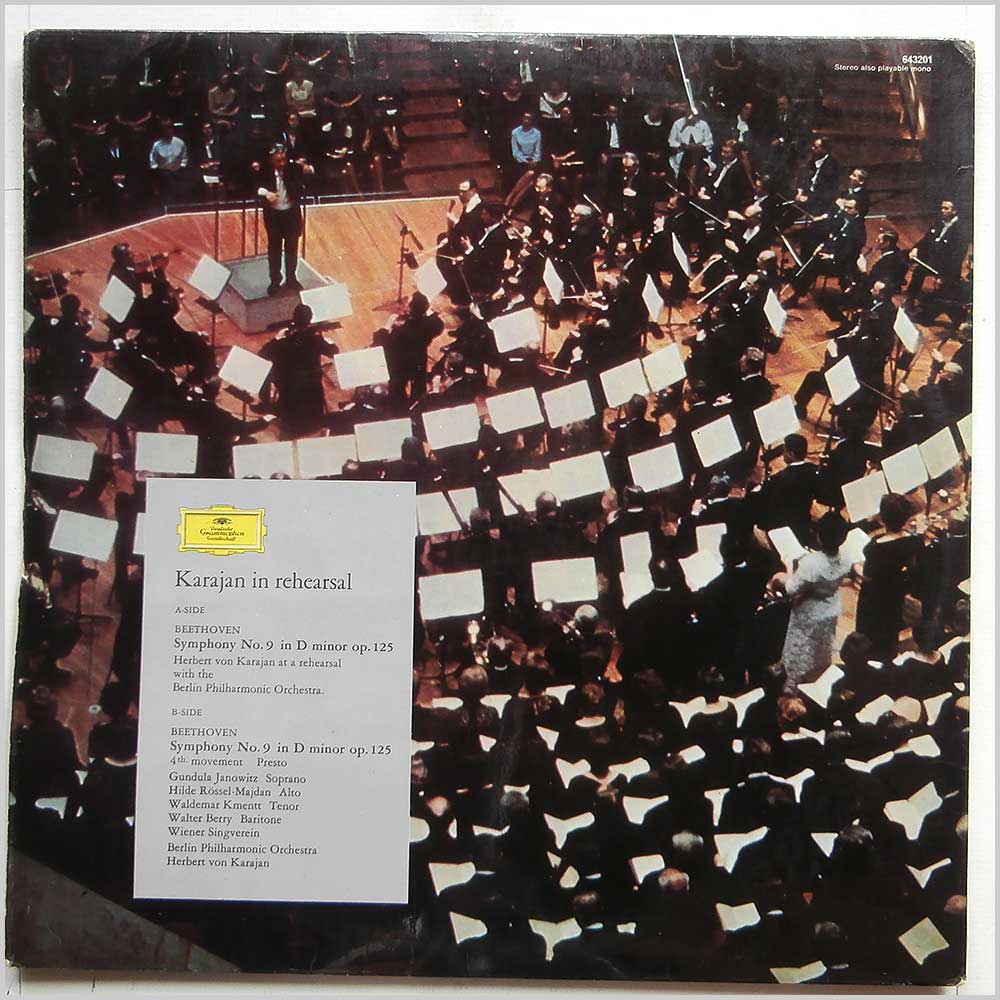 643201
Stereo also playable mono
Deutsche
Grammophon
Gesellschaft
Karajan in rehearsal
A-SIDE
BEETHOVEN
Symphony No. 9 in D minor op. 125
Herbert von Karajan at a rehearsal
with the
Berlin Philharmonic Orchestra.
B-SIDE
BEETHOVEN
Symphony No. 9 in D minor op. 125
4th. movement Presto
Gundula Janowitz Soprano
Hilde Rössel-Majdan Alto
Waldemar Kmentt Tenor
Walter Berry Baritone
Wiener Singverein
Berlin Philharmonic Orchestra
Herbert von Karajan